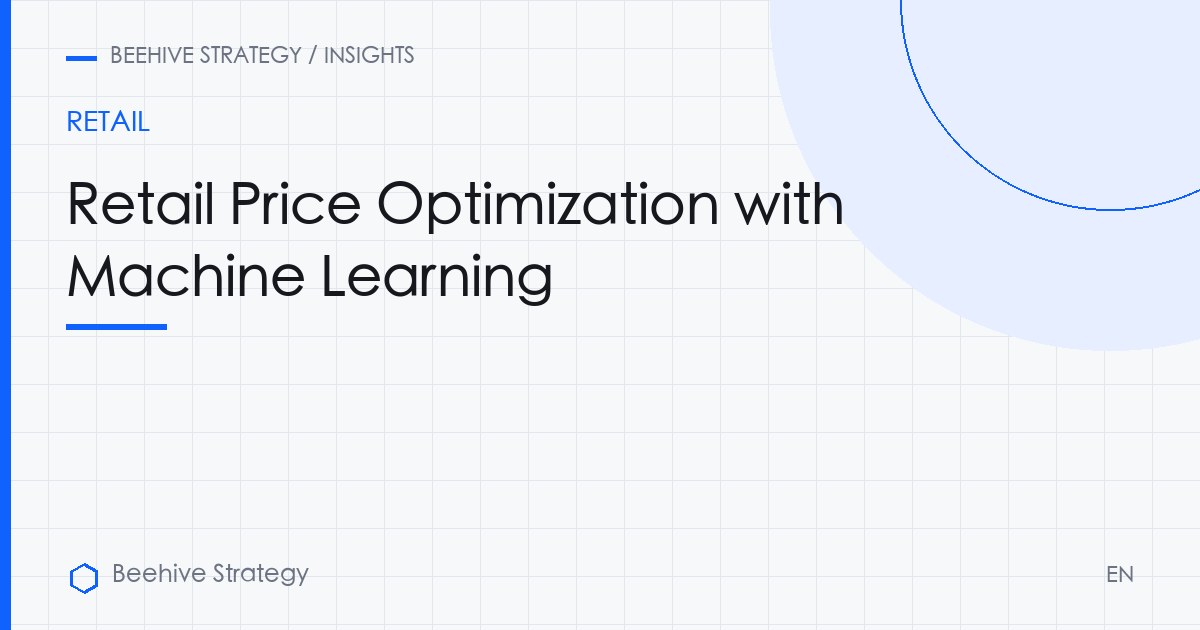 BEEHIVE STRATEGY / INSIGHTS
RETAIL
Retail Price Optimization with
Machine Learning
Beehive Strategy
EN